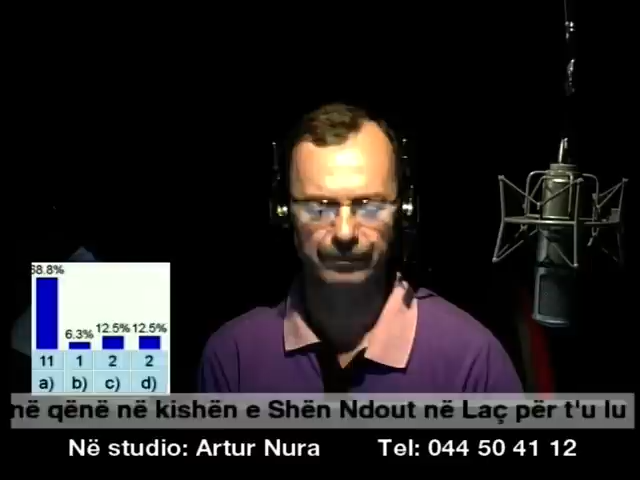 68.8%
6.3% 12.5% 12.5%
11 1 2 2
a) b) c) d)
në qënë në kishën e Shën Ndout në Laç për t'u lu
Në studio: Artur Nura Tel: 044 50 41 12